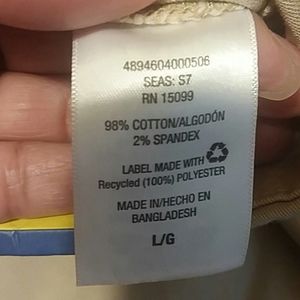 4894604000506
SEAS: S7
RN 15099
98% COTTON/ALGODÓN
2% SPANDEX
LABEL MADE WITH
Recycled (100%) POLYESTER
MADE IN/HECHO EN
BANGLADESH
L/G